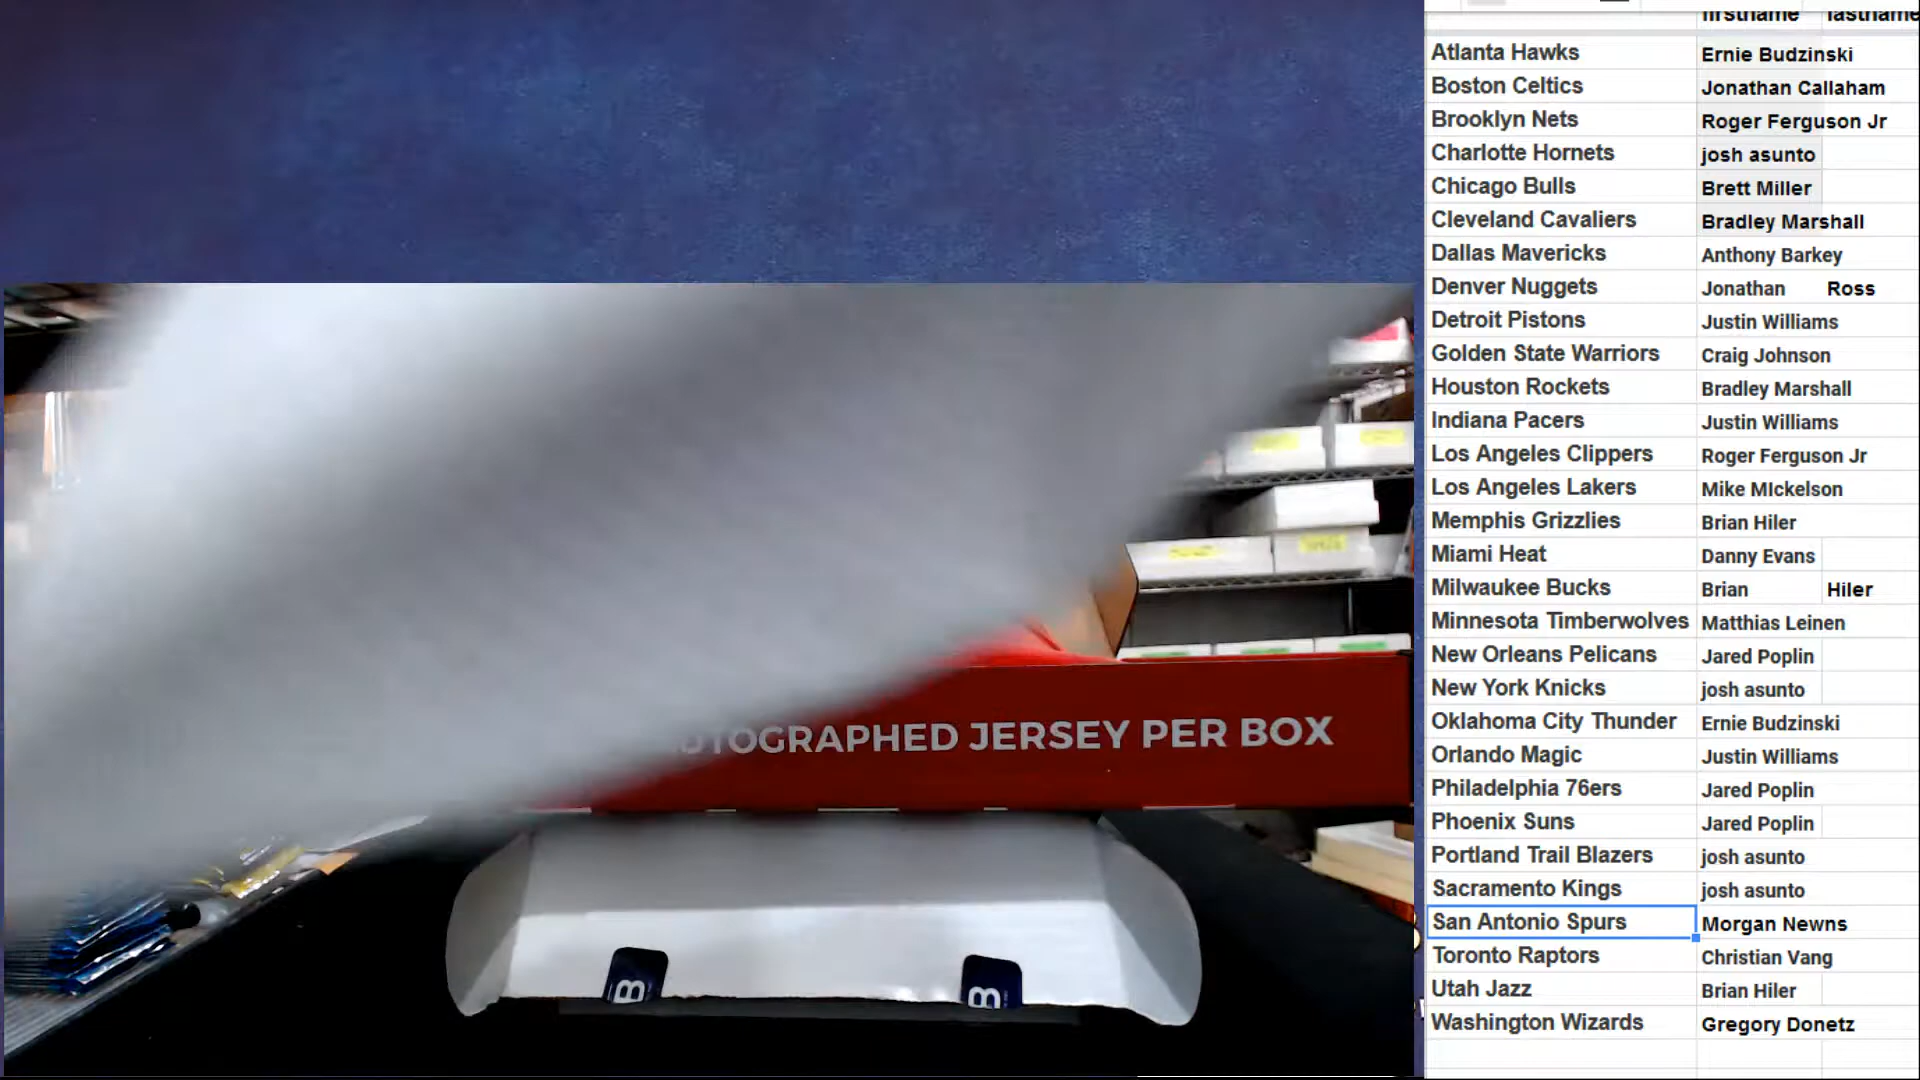 firstname lastname
Atlanta Hawks Ernie Budzinski
Boston Celtics Jonathan Callaham
Brooklyn Nets Roger Ferguson Jr
Charlotte Hornets josh asunto
Chicago Bulls Brett Miller
Cleveland Cavaliers Bradley Marshall
Dallas Mavericks Anthony Barkey
Denver Nuggets Jonathan Ross
Detroit Pistons Justin Williams
Golden State Warriors Craig Johnson
Houston Rockets Bradley Marshall
Indiana Pacers Justin Williams
Los Angeles Clippers Roger Ferguson Jr
Los Angeles Lakers Mike MIckelson
Memphis Grizzlies Brian Hiler
Miami Heat Danny Evans
Milwaukee Bucks Brian Hiler
Minnesota Timberwolves Matthias Leinen
New Orleans Pelicans Jared Poplin
New York Knicks josh asunto
Oklahoma City Thunder Ernie Budzinski
Orlando Magic Justin Williams
Philadelphia 76ers Jared Poplin
Phoenix Suns Jared Poplin
Portland Trail Blazers josh asunto
Sacramento Kings josh asunto
San Antonio Spurs Morgan Newns
Toronto Raptors Christian Vang
Utah Jazz Brian Hiler
Washington Wizards Gregory Donetz
UTOGRAPHED JERSEY PER BOX
B
B